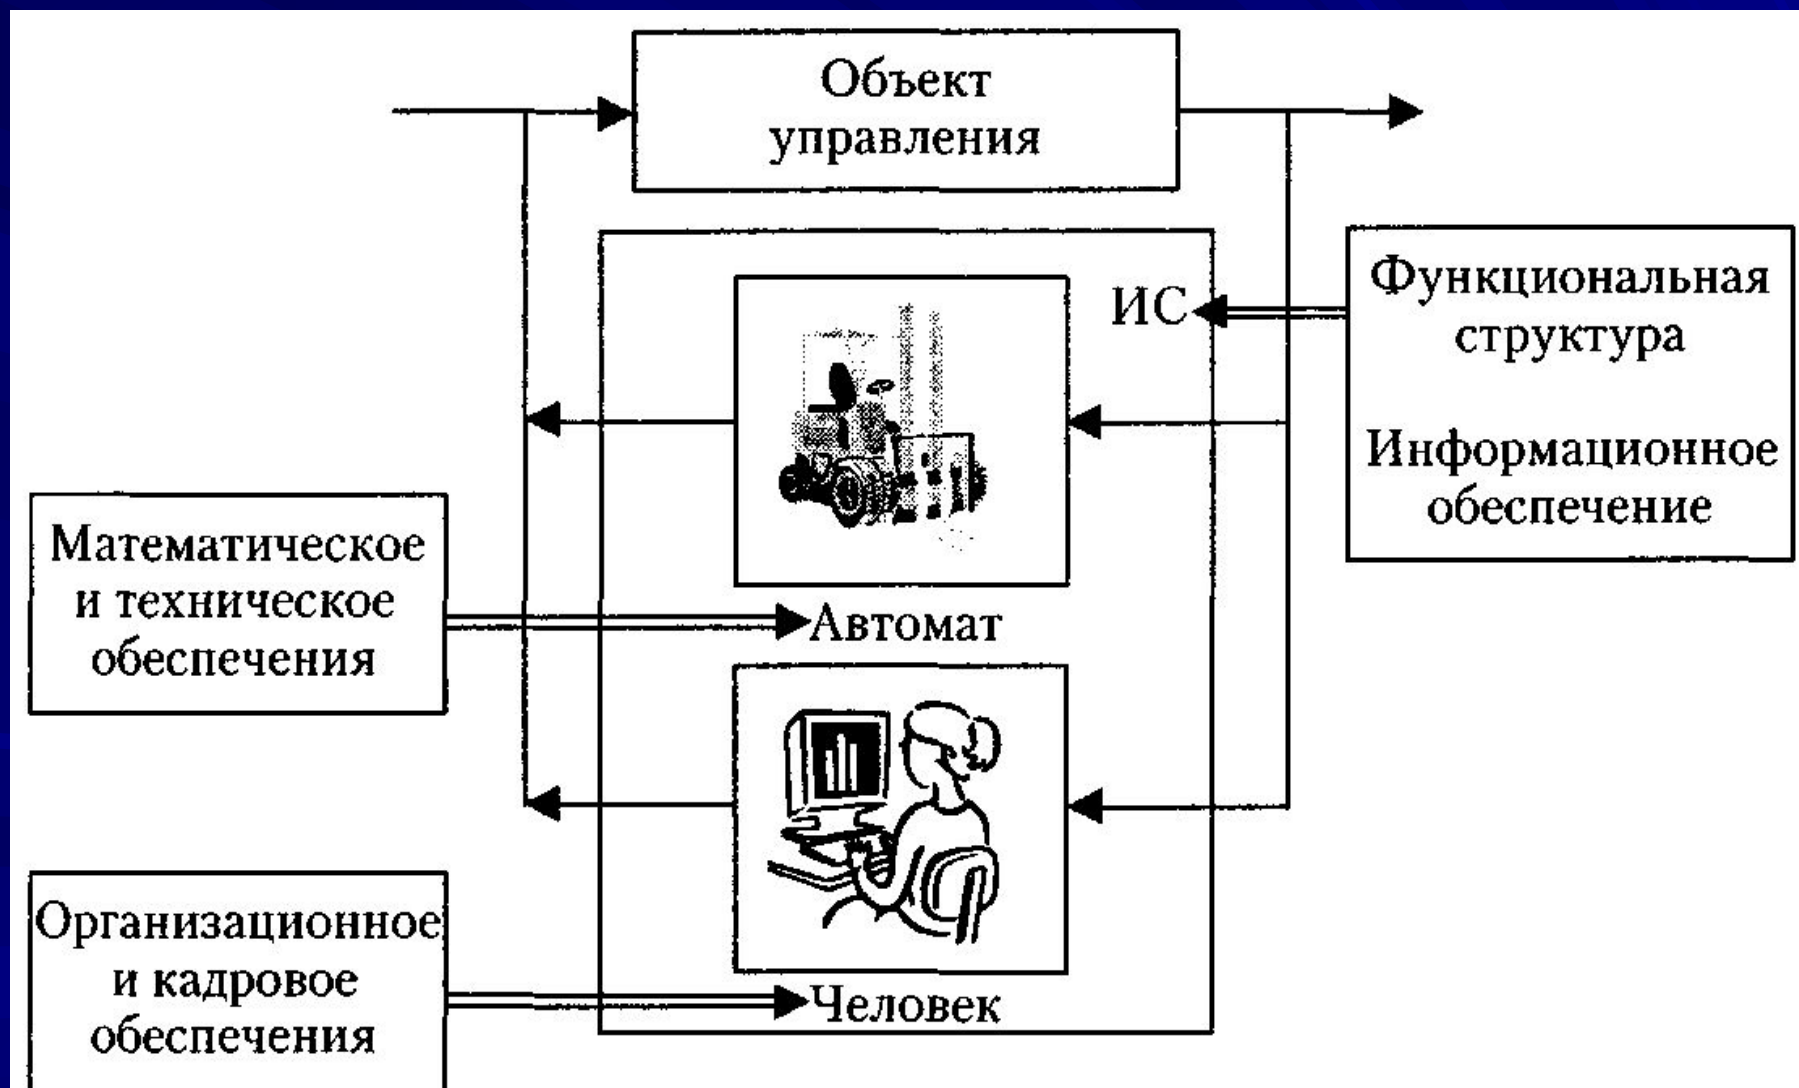 Объект
управления
ИС
Функциональная
структура
Информационное
обеспечение
Математическое
и техническое
обеспечения
Автомат
Организационное
и кадровое
обеспечения
Человек